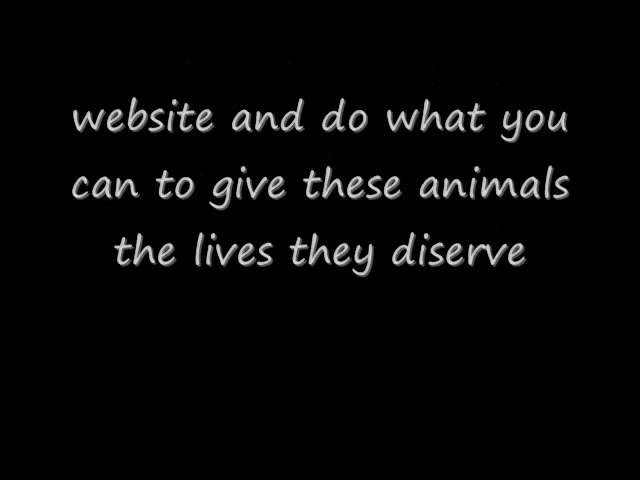 website and do what you
can to give these animals
the lives they diserve